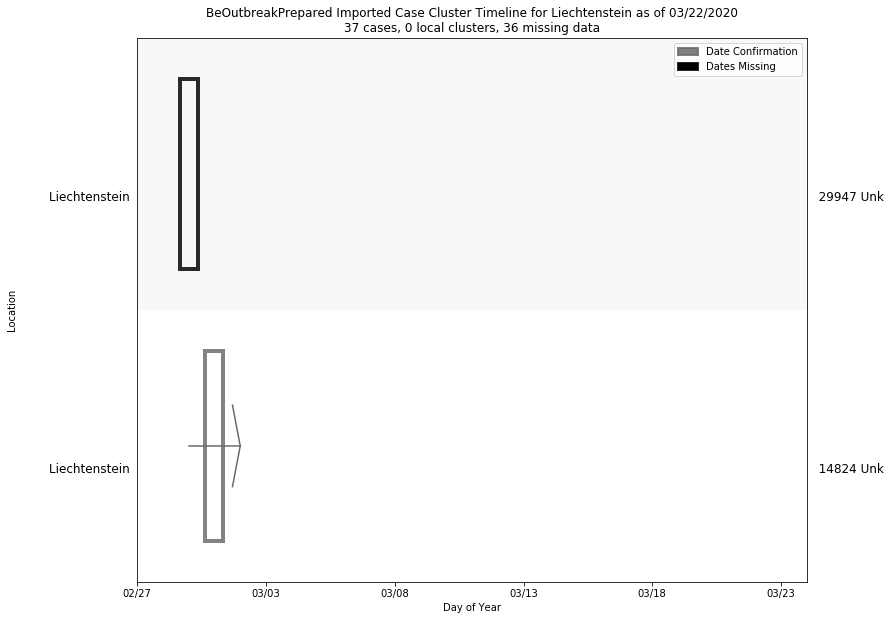 BeOutbreakPrepared Imported Case Cluster Timeline for Liechtenstein as of 03/22/2020
37 cases, 0 local clusters, 36 missing data
Date Confirmation
Dates Missing
Liechtenstein
29947 Unk
Location
Liechtenstein
14824 Unk
02/27
03/03
03/08
03/13
03/18
03/23
Day of Year